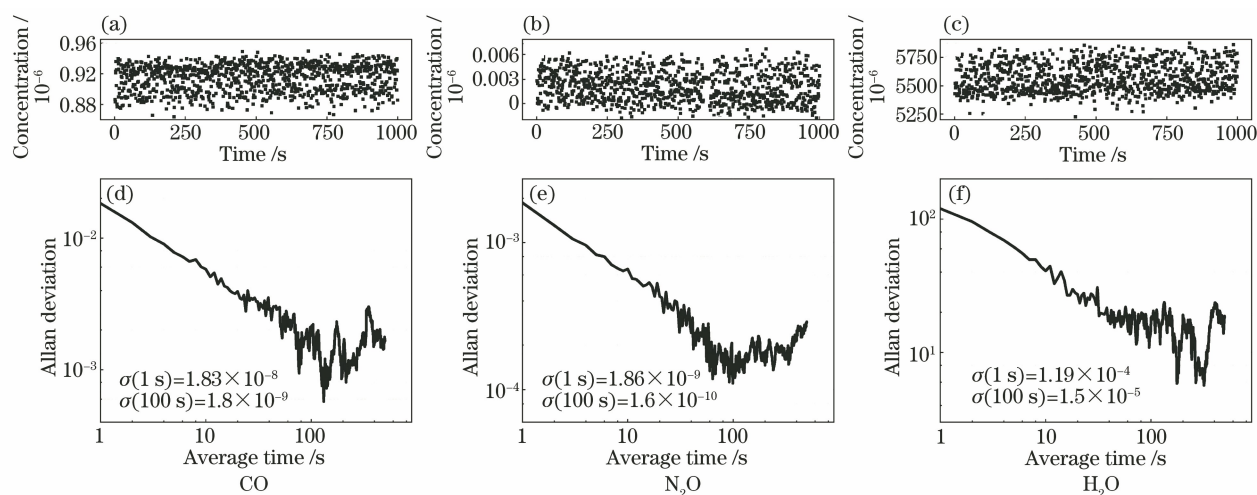 (a)
Concentration /
10⁻⁶
0.96
0.92
0.88
0 250 500 750 1000
Time /s
(b)
Concentration /
10⁻⁶
0.006
0.003
0
0 250 500 750 1000
Time /s
(c)
Concentration /
10⁻⁶
5750
5500
5250
0 250 500 750 1000
Time /s
(d)
Allan deviation
10⁻²
10⁻³
σ(1 s)=1.83×10⁻⁸
σ(100 s)=1.8×10⁻⁹
1 10 100
Average time /s
CO
(e)
Allan deviation
10⁻³
10⁻⁴
σ(1 s)=1.86×10⁻⁹
σ(100 s)=1.6×10⁻¹⁰
1 10 100
Average time /s
N₂O
(f)
Allan deviation
10²
10¹
σ(1 s)=1.19×10⁻⁴
σ(100 s)=1.5×10⁻⁵
1 10 100
Average time /s
H₂O